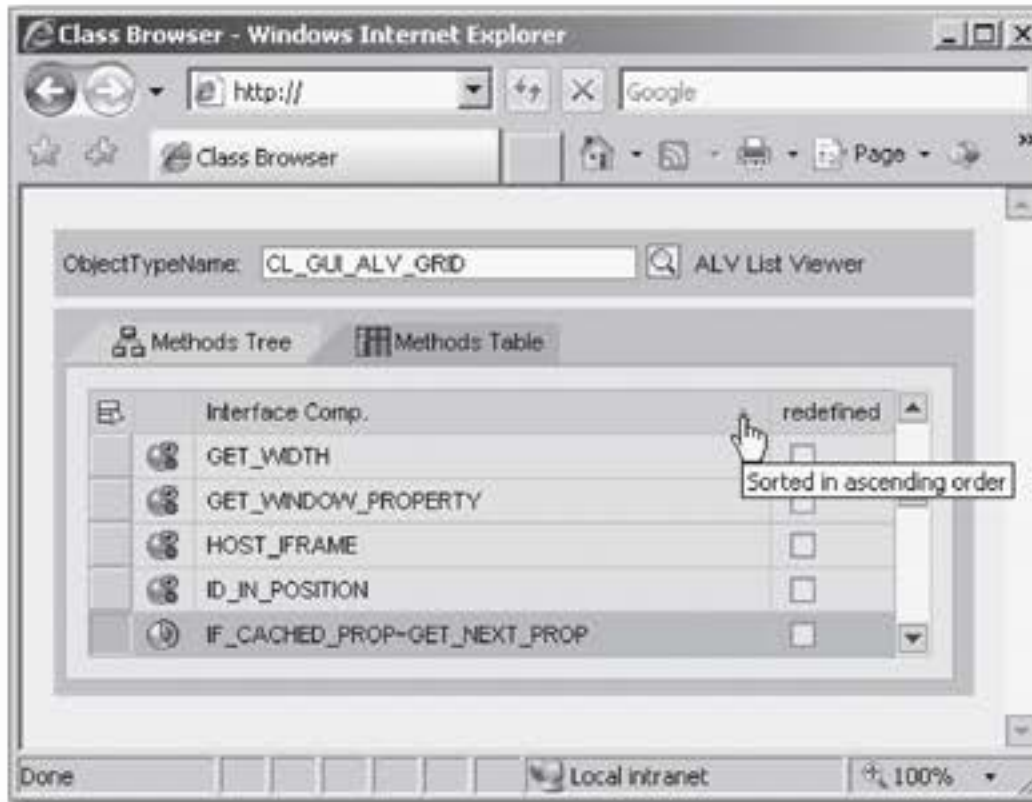 Class Browser - Windows Internet Explorer
http://
Google
Class Browser
Page
»
ObjectTypeName: CL_GUI_ALV_GRID ALV List Viewer
Methods Tree Methods Table
Interface Comp. redefined
GET_WIDTH
Sorted in ascending order
GET_WINDOW_PROPERTY
HOST_IFRAME
ID_IN_POSITION
IF_CACHED_PROP~GET_NEXT_PROP
Done Local intranet 100%